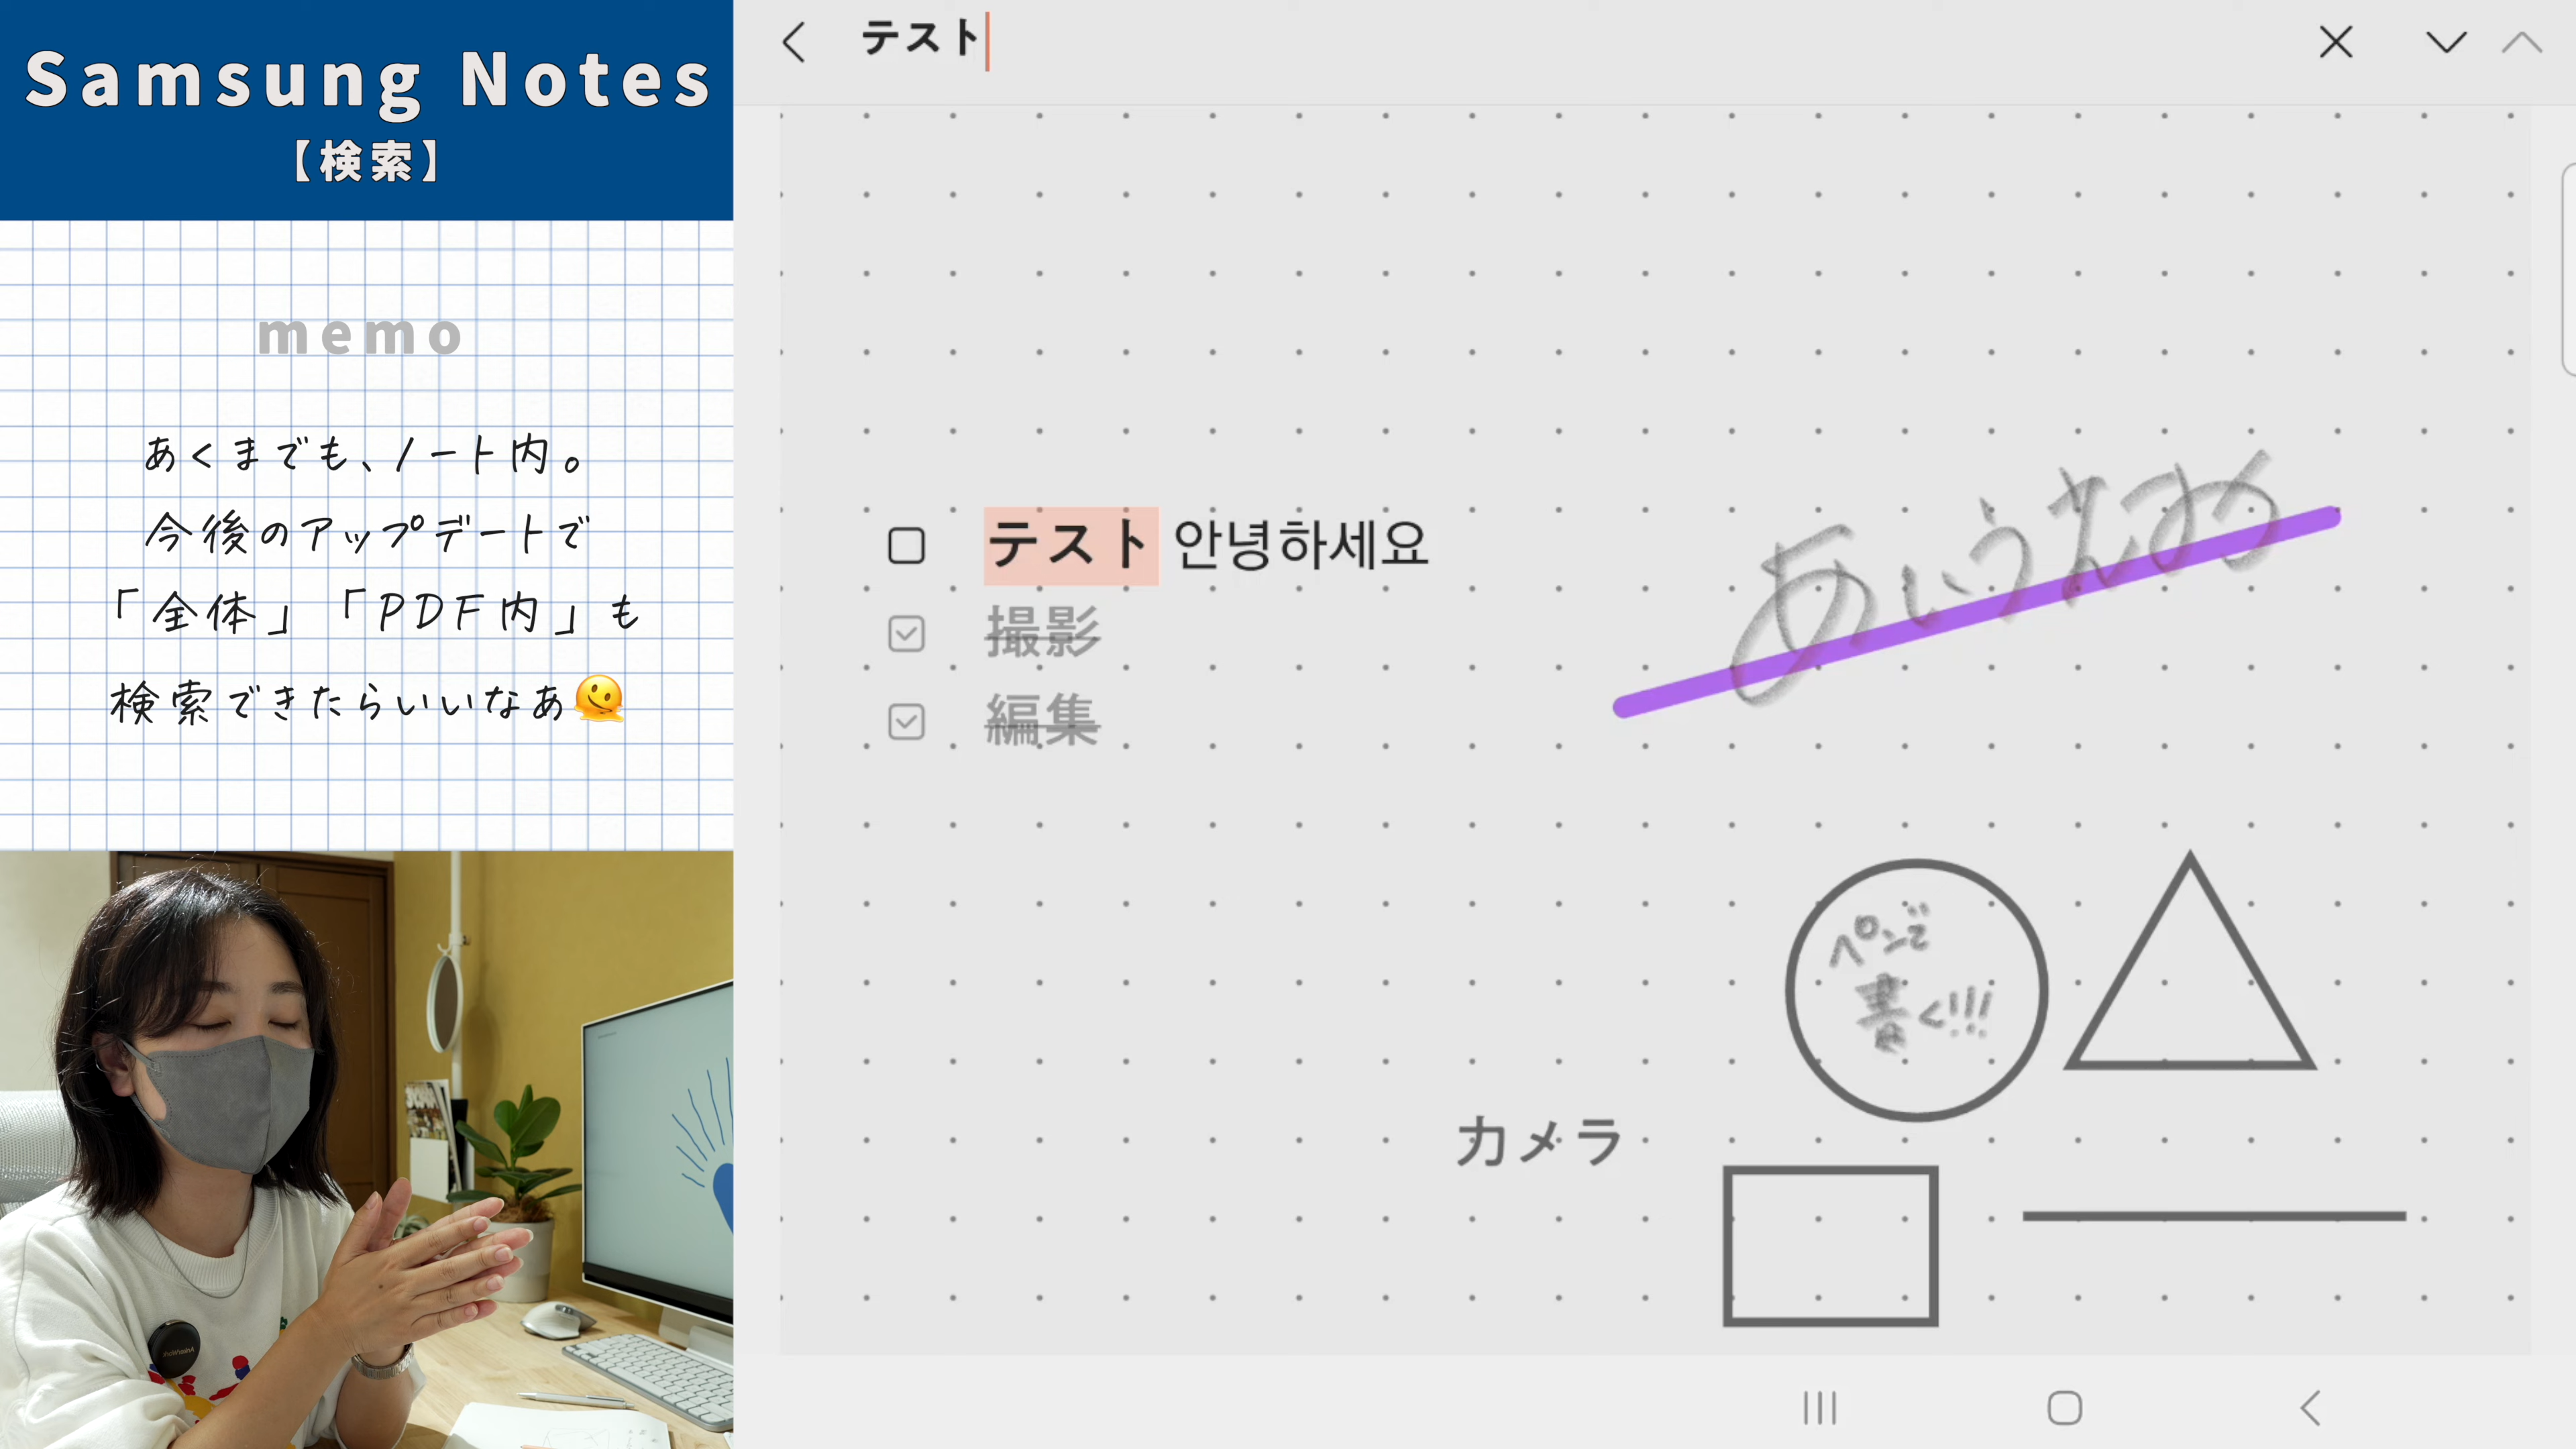 Samsung Notes
【検索】
memo
あくまでも、ノート内。
今後のアップデートで
「全体」「PDF内」も
検索できたらいいなあ🫠
テスト
テスト 안녕하세요
撮影
編集
あいうえお
ペンで
書く!!!
カメラ